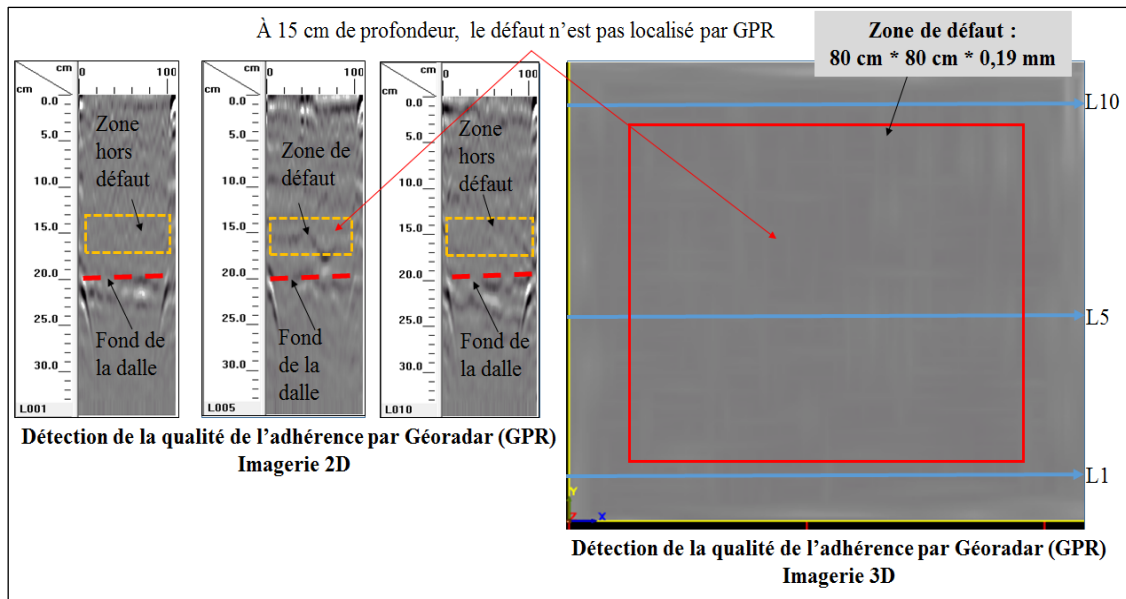 À 15 cm de profondeur, le défaut n’est pas localisé par GPR
Zone de défaut :
80 cm * 80 cm * 0,19 mm
cm
0
100
cm
0.0
5.0
10.0
15.0
20.0
25.0
30.0
Zone
hors
défaut
Fond de
la dalle
L001
cm
0
100
cm
0.0
5.0
10.0
15.0
20.0
25.0
30.0
Zone de
défaut
Fond
de la
dalle
L005
cm
0
100
cm
0.0
5.0
10.0
15.0
20.0
25.0
30.0
Zone
hors
défaut
Fond de
la dalle
L010
Détection de la qualité de l’adhérence par Géoradar (GPR)
Imagerie 2D
L10
L5
L1
Y
Z
X
Détection de la qualité de l’adhérence par Géoradar (GPR)
Imagerie 3D